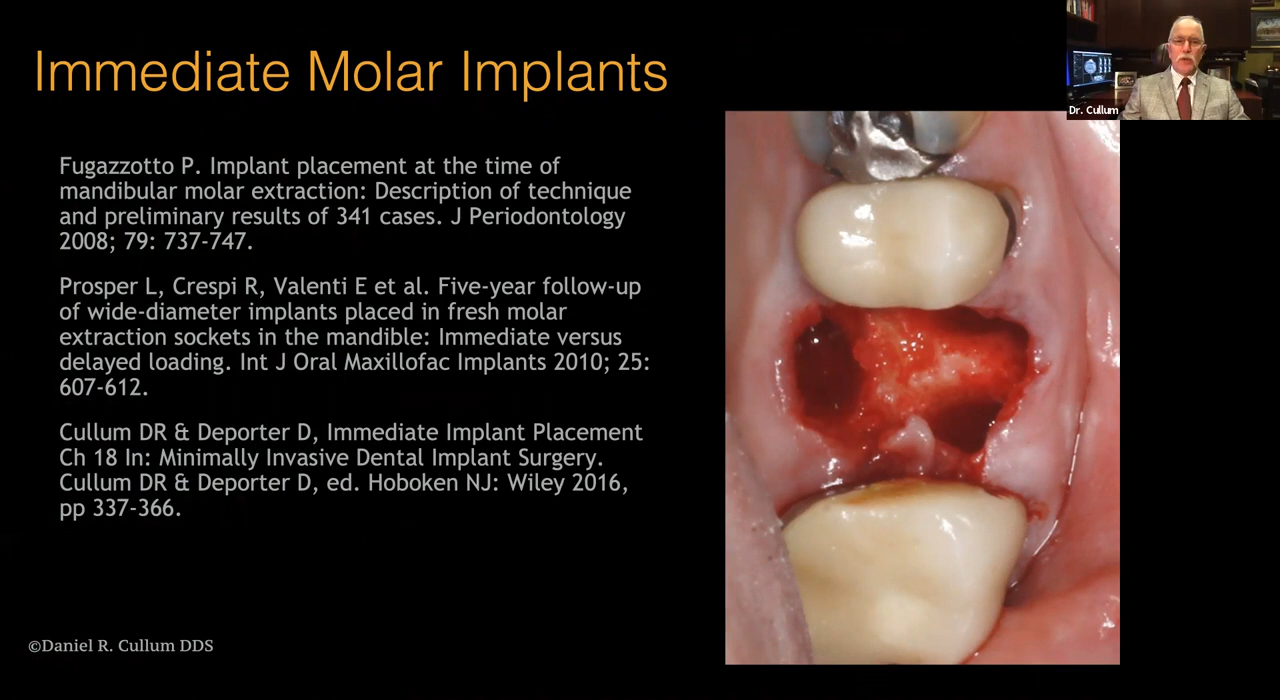 Immediate Molar Implants
Dr. Cullum
Fugazzotto P. Implant placement at the time of
mandibular molar extraction: Description of technique
and preliminary results of 341 cases. J Periodontology
2008; 79: 737-747.
Prosper L, Crespi R, Valenti E et al. Five-year follow-up
of wide-diameter implants placed in fresh molar
extraction sockets in the mandible: Immediate versus
delayed loading. Int J Oral Maxillofac Implants 2010; 25:
607-612.
Cullum DR & Deporter D, Immediate Implant Placement
Ch 18 In: Minimally Invasive Dental Implant Surgery.
Cullum DR & Deporter D, ed. Hoboken NJ: Wiley 2016,
pp 337-366.
©Daniel R. Cullum DDS